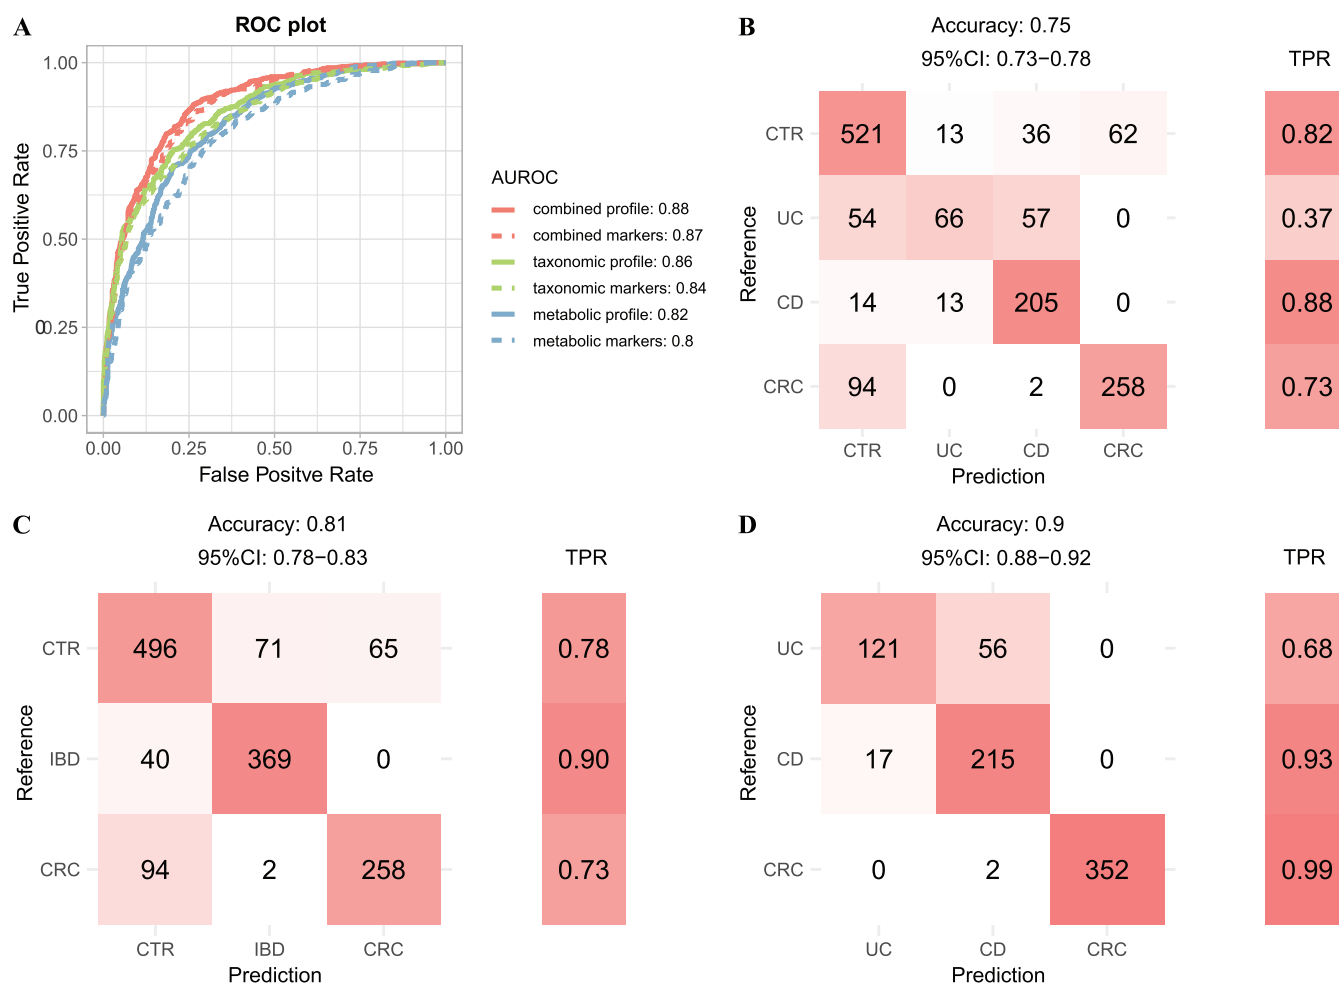 A
ROC plot
True Positive Rate
1.00
0.75
0.50
00.25
0.00
0.00 0.25 0.50 0.75 1.00
False Positve Rate
AUROC
combined profile: 0.88
combined markers: 0.87
taxonomic profile: 0.86
taxonomic markers: 0.84
metabolic profile: 0.82
metabolic markers: 0.8
B
Accuracy: 0.75
95%CI: 0.73−0.78
TPR
Reference
CTR 521 13 36 62 0.82
UC 54 66 57 0 0.37
CD 14 13 205 0 0.88
CRC 94 0 2 258 0.73
CTR UC CD CRC
Prediction
C
Accuracy: 0.81
95%CI: 0.78−0.83
TPR
Reference
CTR 496 71 65 0.78
IBD 40 369 0 0.90
CRC 94 2 258 0.73
CTR IBD CRC
Prediction
D
Accuracy: 0.9
95%CI: 0.88−0.92
TPR
Reference
UC 121 56 0 0.68
CD 17 215 0 0.93
CRC 0 2 352 0.99
UC CD CRC
Prediction